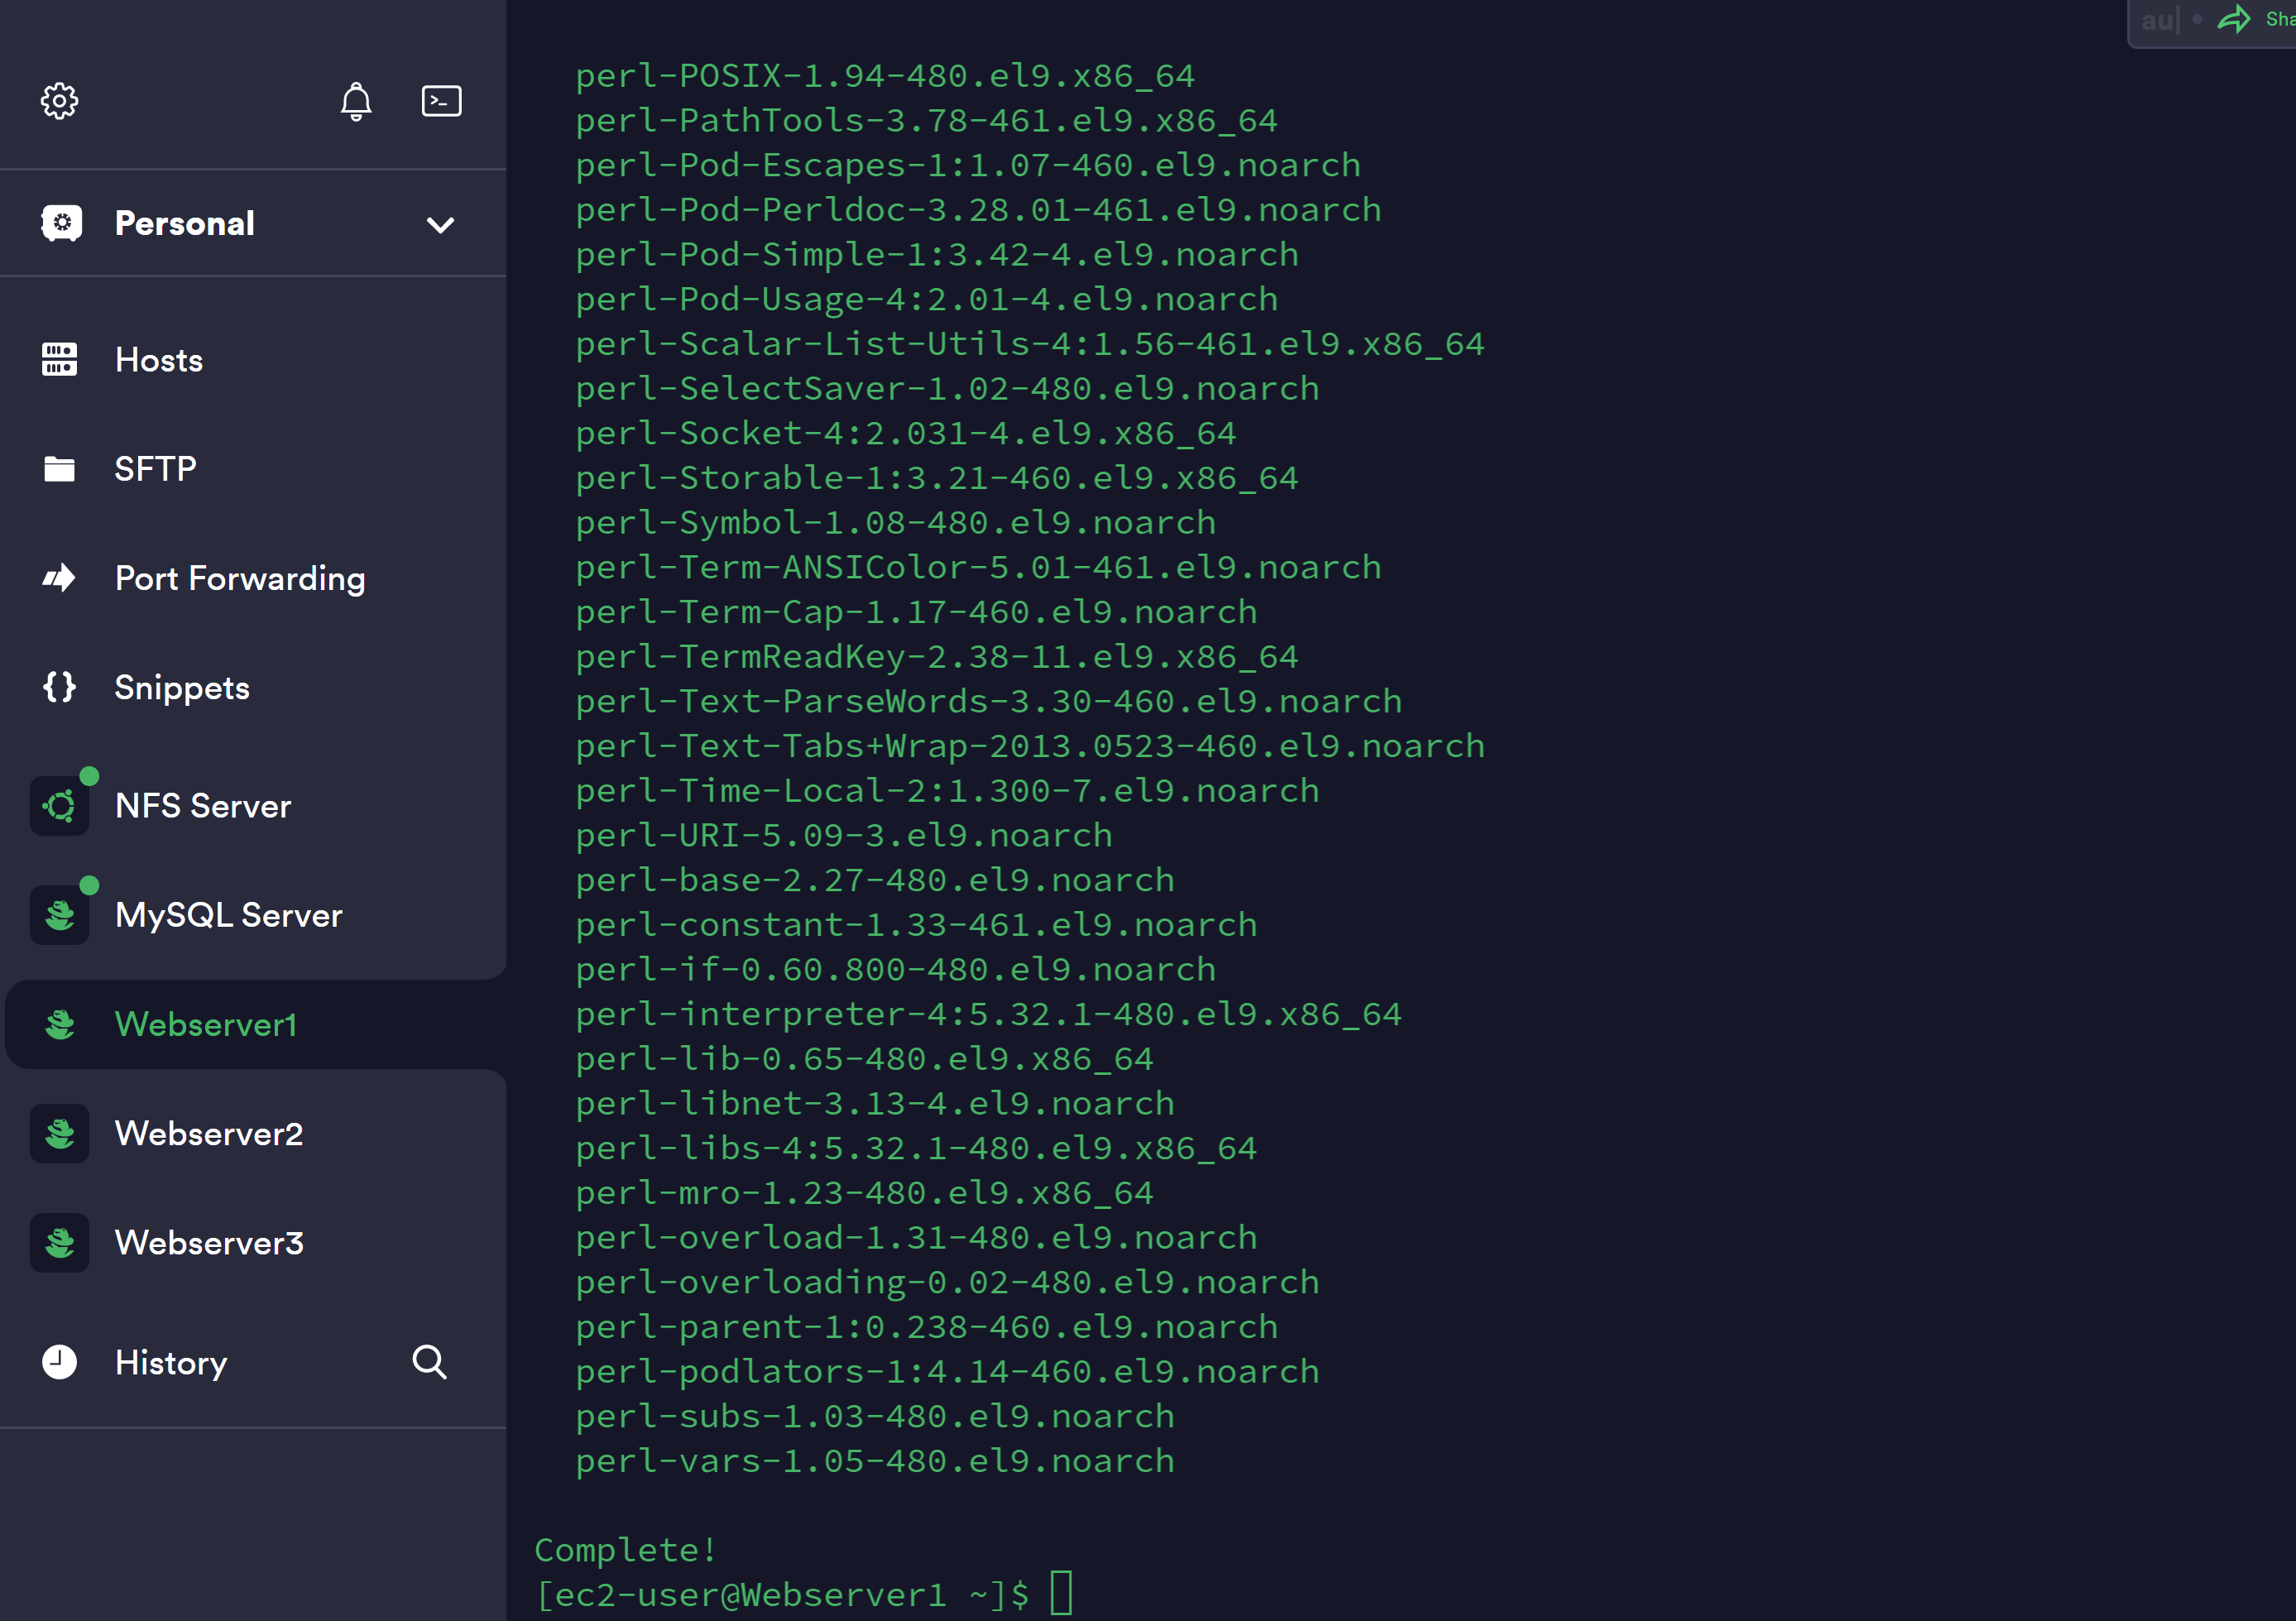 Personal
Hosts
SFTP
Port Forwarding
Snippets
NFS Server
MySQL Server
Webserver1
Webserver2
Webserver3
History
au|
Sha
perl-POSIX-1.94-480.el9.x86_64
perl-PathTools-3.78-461.el9.x86_64
perl-Pod-Escapes-1:1.07-460.el9.noarch
perl-Pod-Perldoc-3.28.01-461.el9.noarch
perl-Pod-Simple-1:3.42-4.el9.noarch
perl-Pod-Usage-4:2.01-4.el9.noarch
perl-Scalar-List-Utils-4:1.56-461.el9.x86_64
perl-SelectSaver-1.02-480.el9.noarch
perl-Socket-4:2.031-4.el9.x86_64
perl-Storable-1:3.21-460.el9.x86_64
perl-Symbol-1.08-480.el9.noarch
perl-Term-ANSIColor-5.01-461.el9.noarch
perl-Term-Cap-1.17-460.el9.noarch
perl-TermReadKey-2.38-11.el9.x86_64
perl-Text-ParseWords-3.30-460.el9.noarch
perl-Text-Tabs+Wrap-2013.0523-460.el9.noarch
perl-Time-Local-2:1.300-7.el9.noarch
perl-URI-5.09-3.el9.noarch
perl-base-2.27-480.el9.noarch
perl-constant-1.33-461.el9.noarch
perl-if-0.60.800-480.el9.noarch
perl-interpreter-4:5.32.1-480.el9.x86_64
perl-lib-0.65-480.el9.x86_64
perl-libnet-3.13-4.el9.noarch
perl-libs-4:5.32.1-480.el9.x86_64
perl-mro-1.23-480.el9.x86_64
perl-overload-1.31-480.el9.noarch
perl-overloading-0.02-480.el9.noarch
perl-parent-1:0.238-460.el9.noarch
perl-podlators-1:4.14-460.el9.noarch
perl-subs-1.03-480.el9.noarch
perl-vars-1.05-480.el9.noarch
Complete!
[ec2-user@Webserver1 ~]$